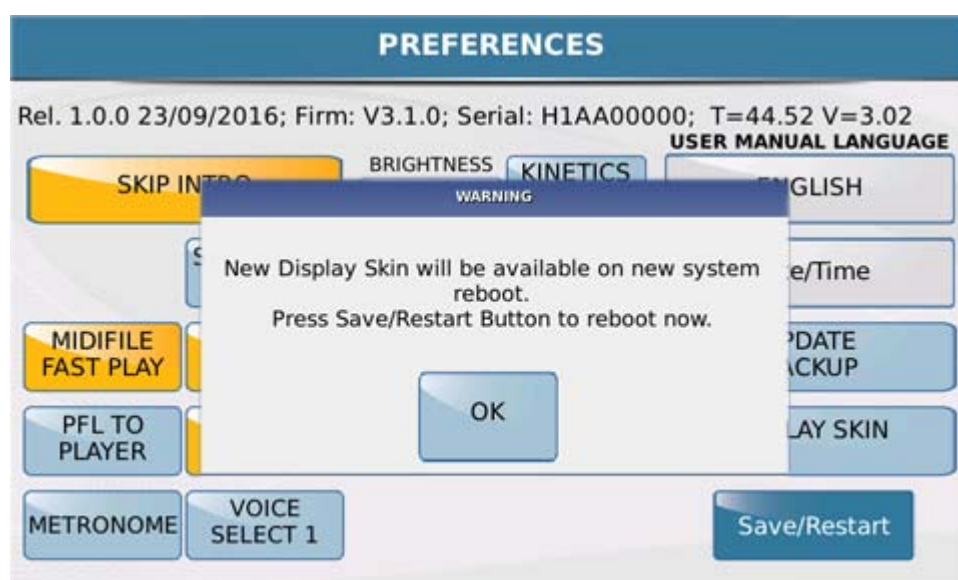 PREFERENCES
Rel. 1.0.0 23/09/2016; Firm: V3.1.0; Serial: H1AA00000; T=44.52 V=3.02
USER MANUAL LANGUAGE
SKIP
BRIGHTNESS
KINETICS
WARNING
New Display Skin will be available on new system
reboot.
Press Save/Restart Button to reboot now.
OK
MIDIFILE
FAST PLAY
PFL TO
PLAYER
METRONOME
VOICE
SELECT 1
SKIN
Save/Restart